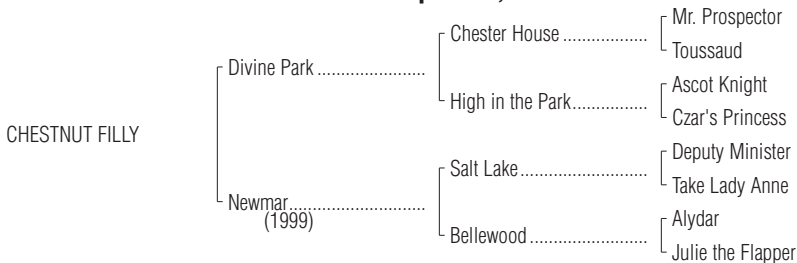 Mr. Prospector
Chester House ..................
Toussaud
Divine Park .......................
Ascot Knight
High in the Park................
Czar's Princess
CHESTNUT FILLY
Deputy Minister
Salt Lake...........................
Take Lady Anne
Newmar.............................
(1999)
Alydar
Bellewood .........................
Julie the Flapper